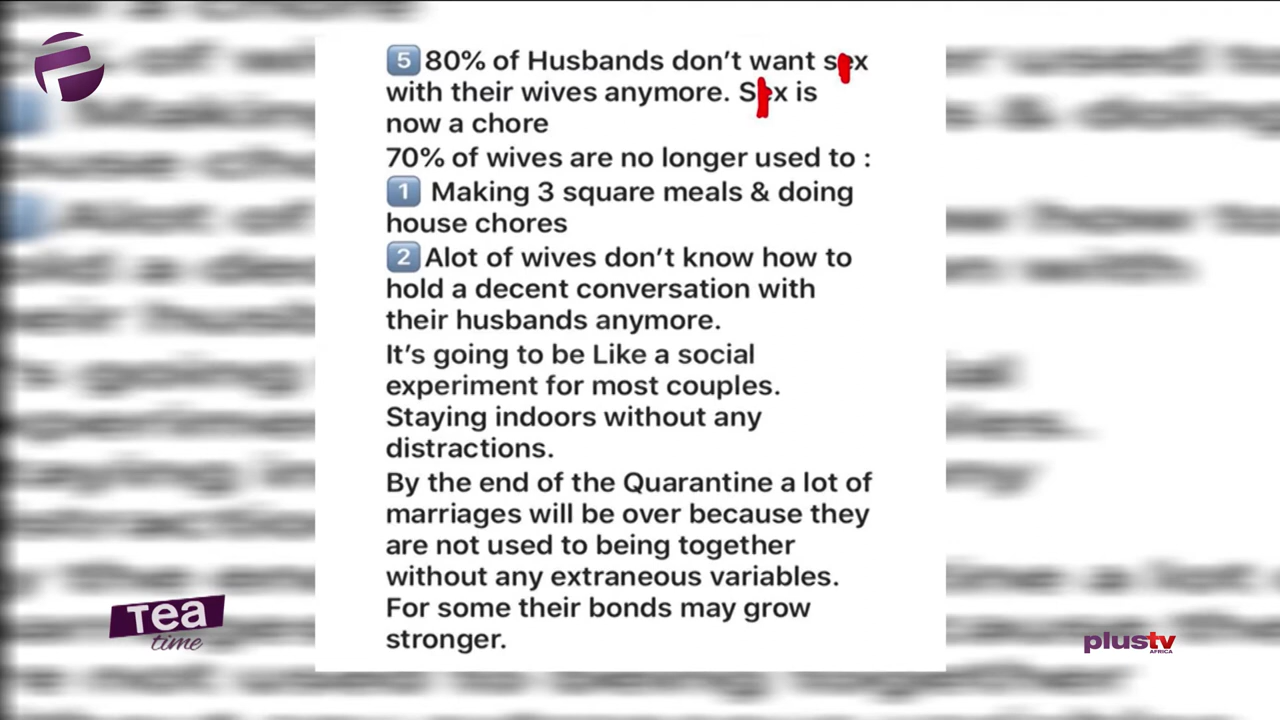 5 80% of Husbands don't want sex
with their wives anymore. Sex is
now a chore
70% of wives are no longer used to :
1 Making 3 square meals & doing
house chores
2 Alot of wives don't know how to
hold a decent conversation with
their husbands anymore.
It's going to be Like a social
experiment for most couples.
Staying indoors without any
distractions.
By the end of the Quarantine a lot of
marriages will be over because they
are not used to being together
without any extraneous variables.
For some their bonds may grow
stronger.
Tea
time
plustv
AFRICA